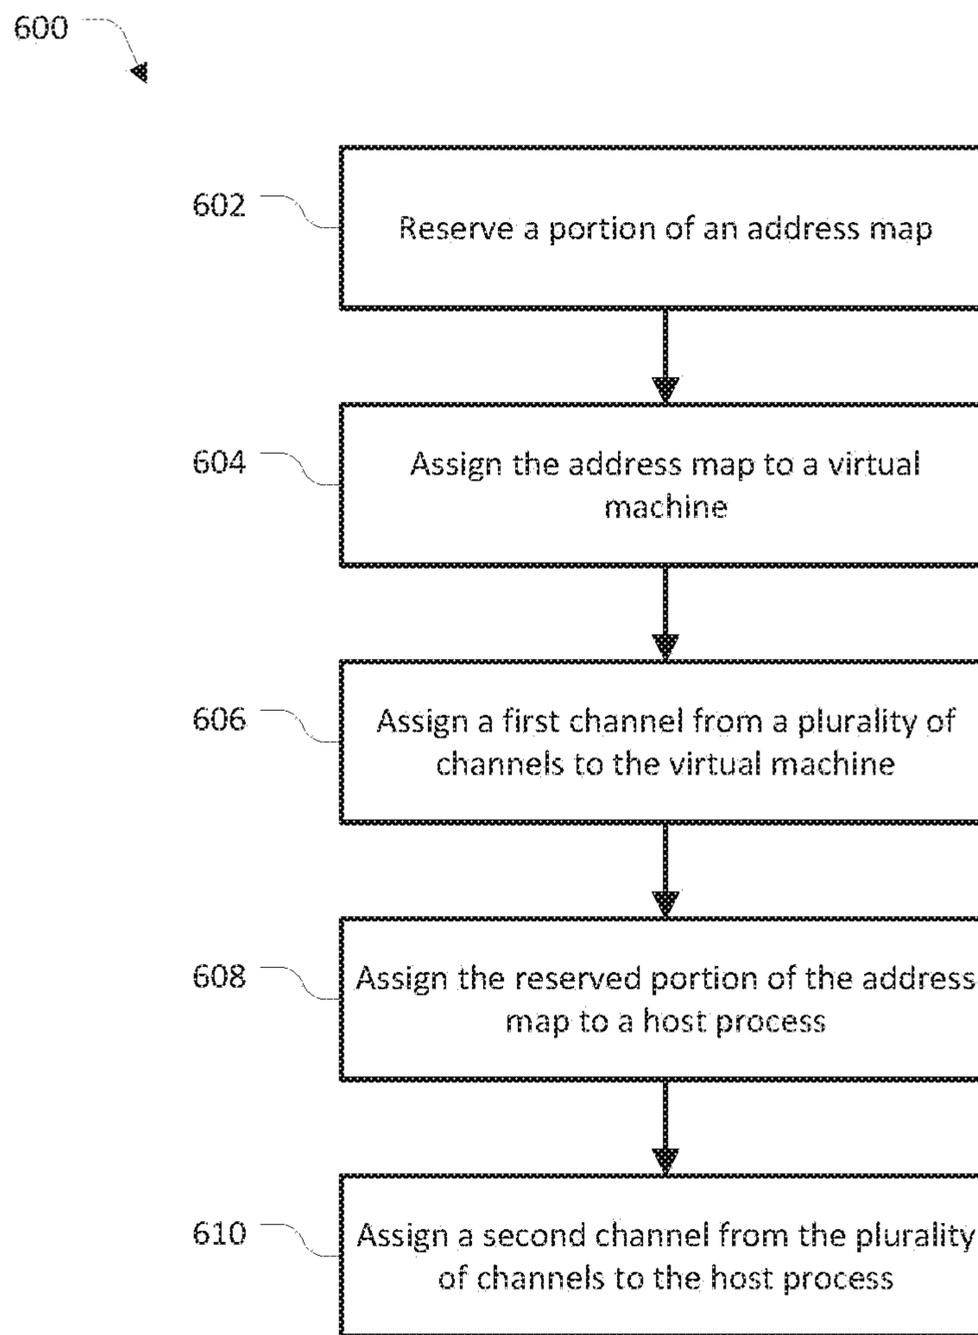 600
602
Reserve a portion of an address map
604
Assign the address map to a virtual
machine
606
Assign a first channel from a plurality of
channels to the virtual machine
608
Assign the reserved portion of the address
map to a host process
610
Assign a second channel from the plurality
of channels to the host process